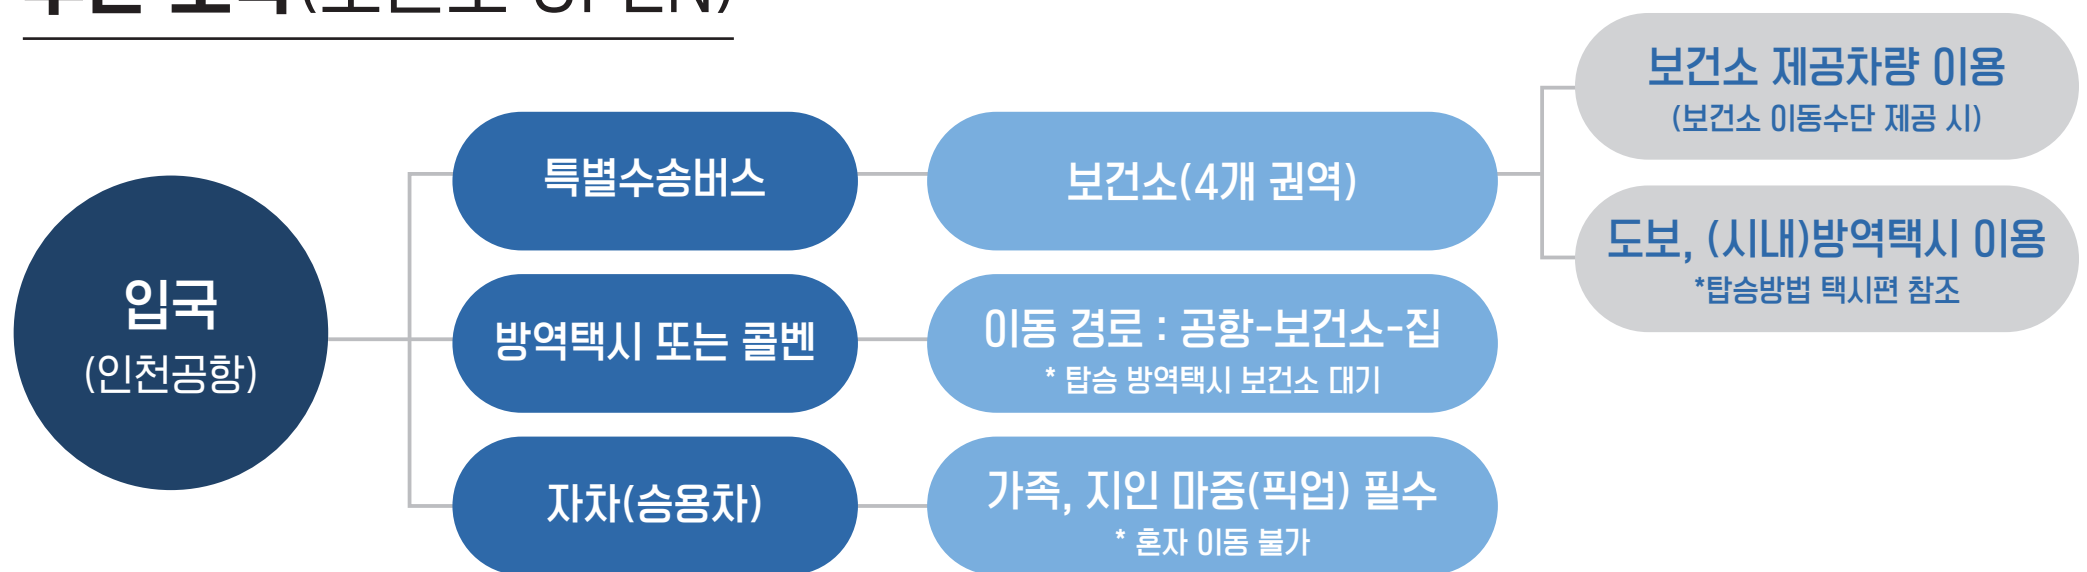 입국
(인천공항)
특별수송버스
보건소(4개 권역)
보건소 제공차량 이용
(보건소 이동수단 제공 시)
도보, (시내)방역택시 이용
*탑승방법 택시편 참조
방역택시 또는 콜벤
이동 경로 : 공항-보건소-집
* 탑승 방역택시 보건소 대기
자차(승용차)
가족, 지인 마중(픽업) 필수
* 혼자 이동 불가